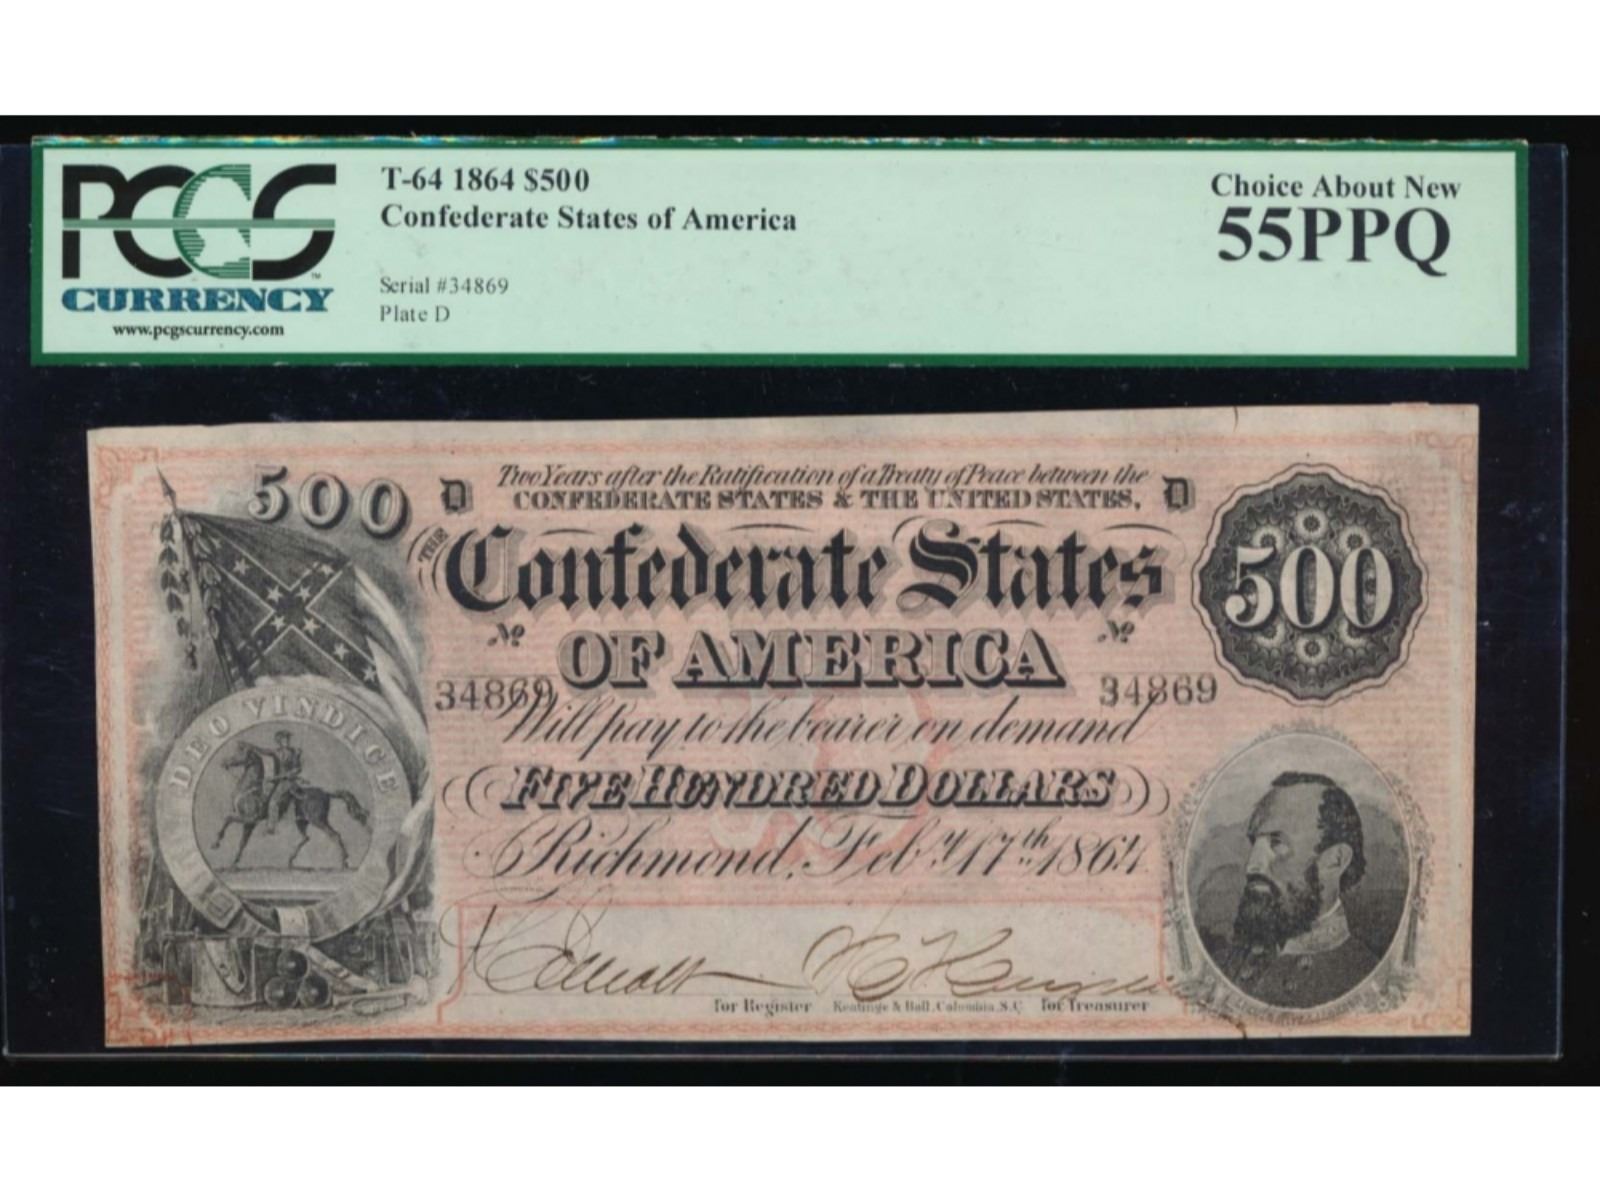 PCGS
CURRENCY
www.pcgscurrency.com
T-64 1864 $500
Confederate States of America
Serial #34869
Plate D
Choice About New
55PPQ
500
D
Two Years after the Ratification of a Treaty of Peace between the
CONFEDERATE STATES & THE UNITED STATES,
D
500
THE
Confederate States
OF AMERICA
No
34869
No
34869
Will pay to the bearer on demand
FIVE HUNDRED DOLLARS
Richmond, Feby. 17th 1864
DEO VINDICE
for Register
Keatinge & Ball, Columbia, S.C.
for Treasurer